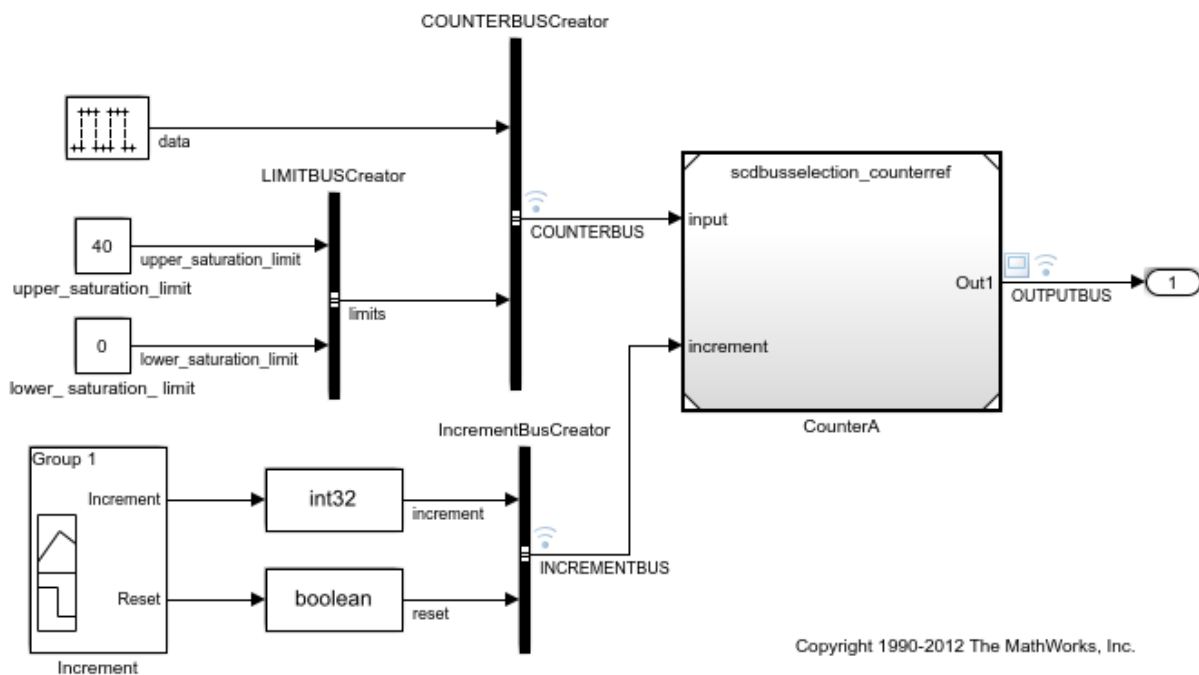 COUNTERBUSCreator
data
LIMITBUSCreator
scdbusselection_counterref
40
upper_saturation_limit
upper_saturation_limit
input
COUNTERBUS
limits
Out1
OUTPUTBUS
1
0
lower_saturation_limit
lower_ saturation_ limit
increment
CounterA
IncrementBusCreator
Group 1
Increment
int32
increment
INCREMENTBUS
Reset
boolean
reset
Increment
Copyright 1990-2012 The MathWorks, Inc.